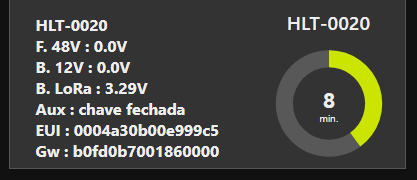 HLT-0020
F. 48V : 0.0V
B. 12V : 0.0V
B. LoRa : 3.29V
Aux : chave fechada
EUI : 0004a30b00e999c5
Gw : b0fd0b7001860000
HLT-0020
8
min.